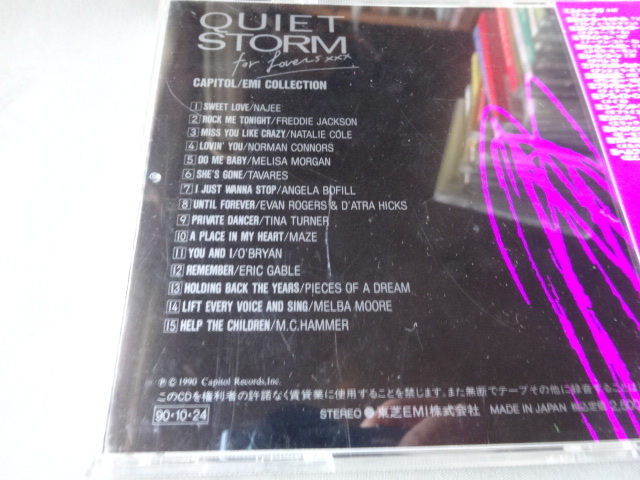 QUIET
STORM
for Lovers xxx
CAPITOL/EMI COLLECTION
1 SWEET LOVE/NAJEE
2 ROCK ME TONIGHT/FREDDIE JACKSON
3 MISS YOU LIKE CRAZY/NATALIE COLE
4 LOVIN' YOU/NORMAN CONNORS
5 DO ME BABY/MELISA MORGAN
6 SHE'S GONE/TAVARES
7 I JUST WANNA STOP/ANGELA BOFILL
8 UNTIL FOREVER/EVAN ROGERS & D'ATRA HICKS
9 PRIVATE DANCER/TINA TURNER
10 A PLACE IN MY HEART/MAZE
11 YOU AND I/O'BRYAN
12 REMEMBER/ERIC GABLE
13 HOLDING BACK THE YEARS/PIECES OF A DREAM
14 LIFT EVERY VOICE AND SING/MELBA MOORE
15 HELP THE CHILDREN/M.C.HAMMER
℗ © 1990 Capitol Records,Inc.
このCDを権利者の許諾なく賃貸業に使用することを禁じます。また無断でテープその他に録音することは
90・10・24
STEREO ● 東芝EMI株式会社 MADE IN JAPAN 税込定価